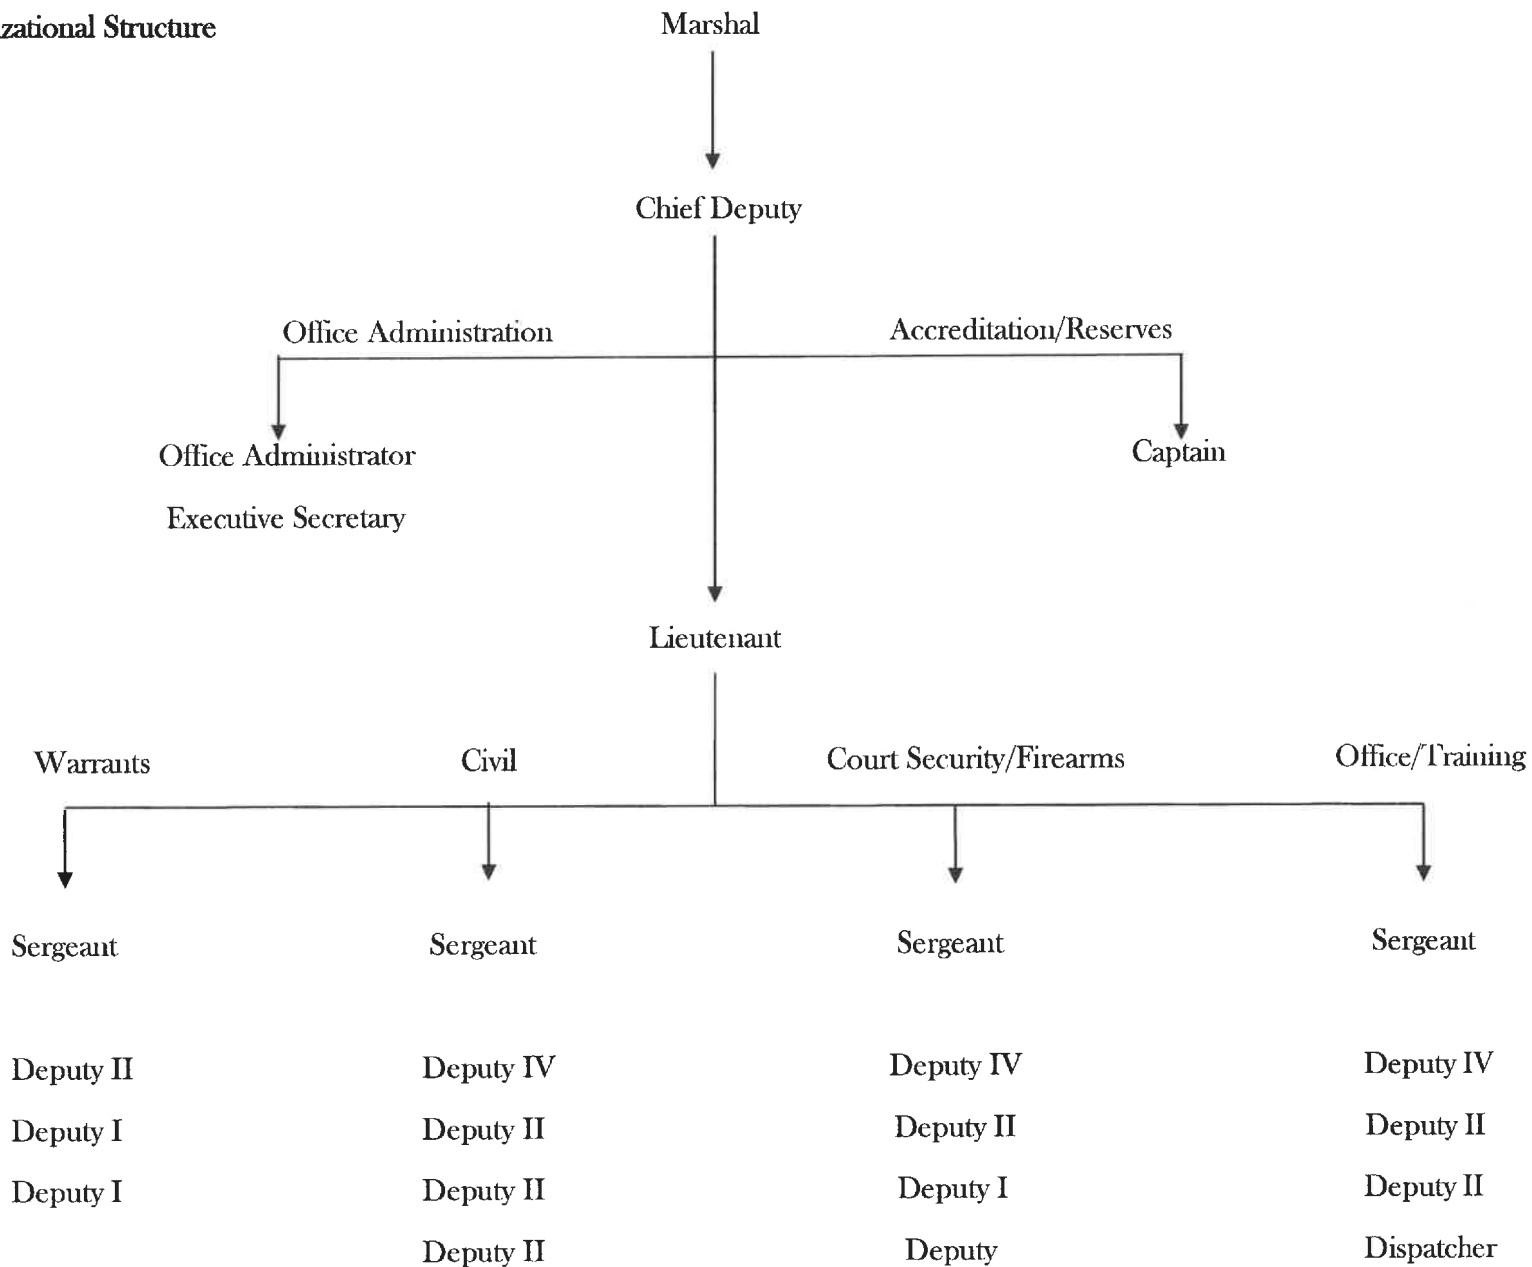 zational Structure
Marshal
Chief Deputy
Office Administration
Accreditation/Reserves
Office Administrator
Captain
Executive Secretary
Lieutenant
Warrants
Civil
Court Security/Firearms
Office/Training
Sergeant
Sergeant
Sergeant
Sergeant
Deputy II
Deputy IV
Deputy IV
Deputy IV
Deputy I
Deputy II
Deputy II
Deputy II
Deputy I
Deputy II
Deputy I
Deputy II
Deputy II
Deputy
Dispatcher